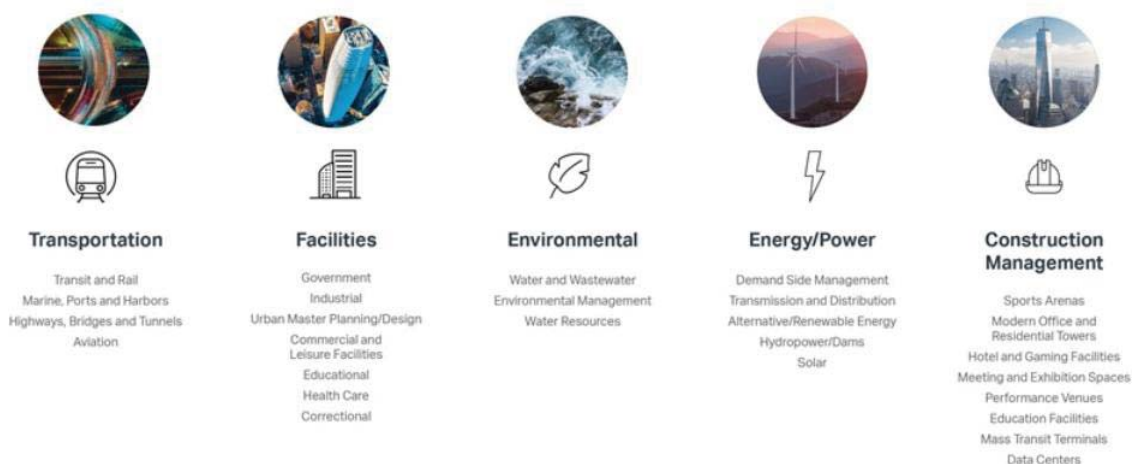 Transportation
Transit and Rail
Marine, Ports and Harbors
Highways, Bridges and Tunnels
Aviation
Facilities
Government
Industrial
Urban Master Planning/Design
Commercial and
Leisure Facilities
Educational
Health Care
Correctional
Environmental
Water and Wastewater
Environmental Management
Water Resources
Energy/Power
Demand Side Management
Transmission and Distribution
Alternative/Renewable Energy
Hydropower/Dams
Solar
Construction
Management
Sports Arenas
Modern Office and
Residential Towers
Hotel and Gaming Facilities
Meeting and Exhibition Spaces
Performance Venues
Education Facilities
Mass Transit Terminals
Data Centers